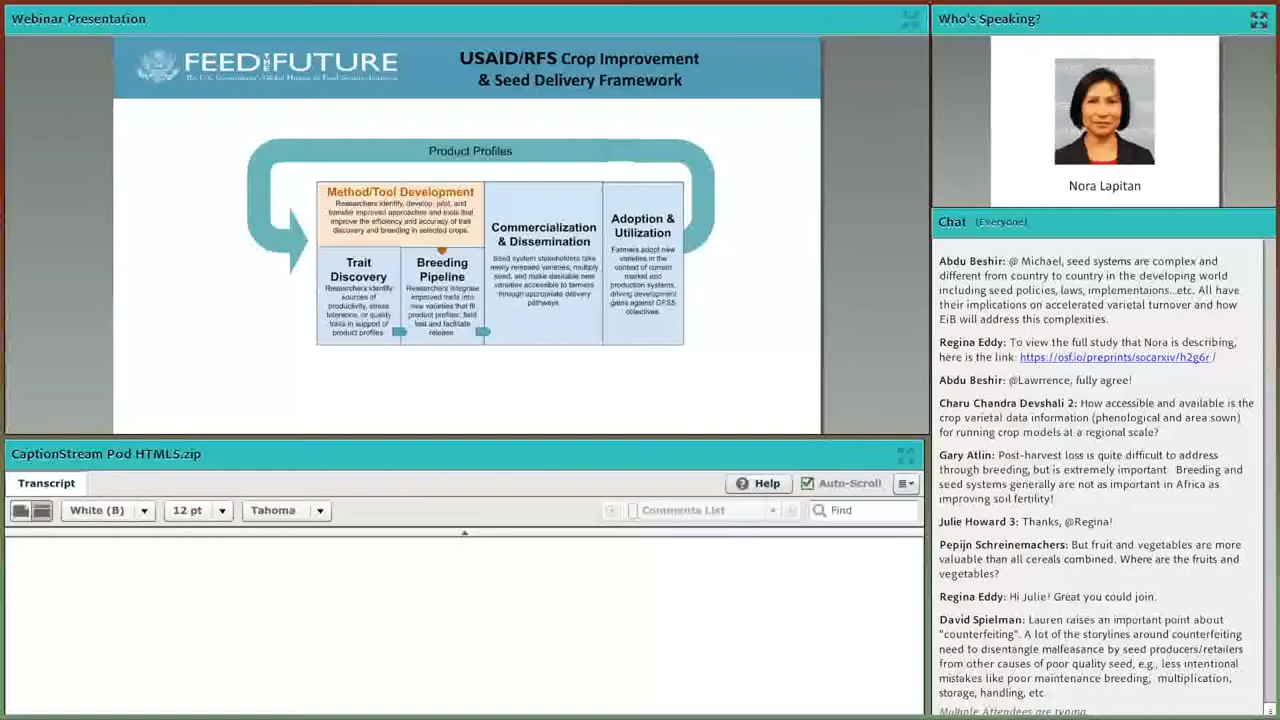 Webinar Presentation
FEED THE FUTURE
The U.S. Government's Global Hunger & Food Security Initiative
USAID/RFS Crop Improvement
& Seed Delivery Framework
Product Profiles
Method/Tool Development
Researchers identify, develop, pilot, and
transfer improved approaches and tools that
improve the efficiency and accuracy of trait
discovery and breeding in selected crops.
Trait
Discovery
Researchers identify
sources of
productivity, stress
tolerance, or quality
traits in support of
product profiles
Breeding
Pipeline
Researchers integrate
improved traits into
new varieties that fit
product profiles; field
test and facilitate
release
Commercialization
& Dissemination
Seed system stakeholders take
newly released varieties, multiply
seed, and make desirable new
varieties accessible to farmers
through appropriate delivery
pathways
Adoption &
Utilization
Farmers adopt new
varieties in the
context of current
market and
production systems,
driving development
gains against GFSS
objectives.
CaptionStream Pod HTML5.zip
Transcript
Help
Auto-Scroll
White (B)
12 pt
Tahoma
Comments List
Find
Who's Speaking?
Nora Lapitan
Chat (Everyone)
Abdu Beshir: @ Michael, seed systems are complex and
different from country to country in the developing world
including seed policies, laws, implementaions...etc. All have
their implications on accelerated varietal turnover and how
EiB will address this complexities.
Regina Eddy: To view the full study that Nora is describing,
here is the link: https://osf.io/preprints/socarxiv/h2g6r/
Abdu Beshir: @Lawrrence, fully agree!
Charu Chandra Devshali 2: How accessible and available is the
crop varietal data information (phenological and area sown)
for running crop models at a regional scale?
Gary Atlin: Post-harvest loss is quite difficult to address
through breeding, but is extremely important. Breeding and
seed systems generally are not as important in Africa as
improving soil fertility!
Julie Howard 3: Thanks, @Regina!
Pepijn Schreinemachers: But fruit and vegetables are more
valuable than all cereals combined. Where are the fruits and
vegetables?
Regina Eddy: Hi Julie! Great you could join.
David Spielman: Lauren raises an important point about
"counterfeiting". A lot of the storylines around counterfeiting
need to disentangle malfeasance by seed producers/retailers
from other causes of poor quality seed, e.g., less intentional
mistakes like poor maintenance breeding, multiplication,
storage, handling, etc.
Multiple Attendees are typing